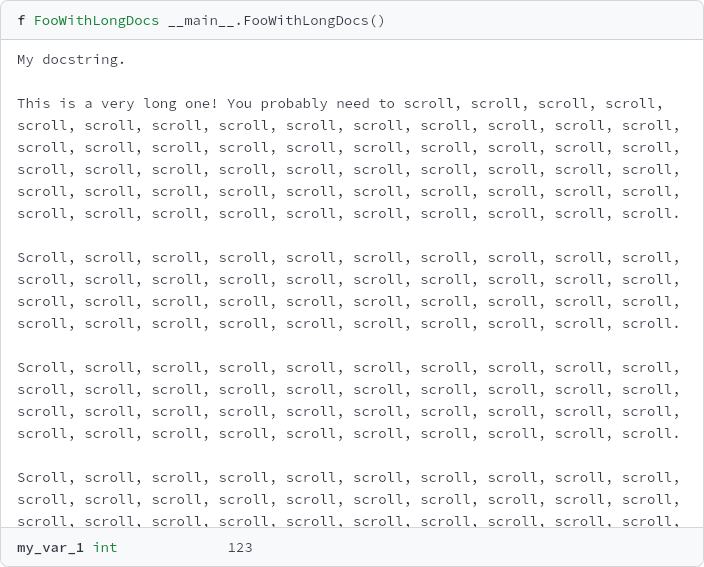 f FooWithLongDocs __main__.FooWithLongDocs()
My docstring.
This is a very long one! You probably need to scroll, scroll, scroll, scroll,
scroll, scroll, scroll, scroll, scroll, scroll, scroll, scroll, scroll, scroll,
scroll, scroll, scroll, scroll, scroll, scroll, scroll, scroll, scroll, scroll,
scroll, scroll, scroll, scroll, scroll, scroll, scroll, scroll, scroll, scroll,
scroll, scroll, scroll, scroll, scroll, scroll, scroll, scroll, scroll, scroll,
scroll, scroll, scroll, scroll, scroll, scroll, scroll, scroll, scroll, scroll.
Scroll, scroll, scroll, scroll, scroll, scroll, scroll, scroll, scroll, scroll,
scroll, scroll, scroll, scroll, scroll, scroll, scroll, scroll, scroll, scroll,
scroll, scroll, scroll, scroll, scroll, scroll, scroll, scroll, scroll, scroll,
scroll, scroll, scroll, scroll, scroll, scroll, scroll, scroll, scroll, scroll.
Scroll, scroll, scroll, scroll, scroll, scroll, scroll, scroll, scroll, scroll,
scroll, scroll, scroll, scroll, scroll, scroll, scroll, scroll, scroll, scroll,
scroll, scroll, scroll, scroll, scroll, scroll, scroll, scroll, scroll, scroll,
scroll, scroll, scroll, scroll, scroll, scroll, scroll, scroll, scroll, scroll.
Scroll, scroll, scroll, scroll, scroll, scroll, scroll, scroll, scroll, scroll,
scroll, scroll, scroll, scroll, scroll, scroll, scroll, scroll, scroll, scroll,
scroll, scroll, scroll, scroll, scroll, scroll, scroll, scroll, scroll, scroll,
my_var_1 int 123